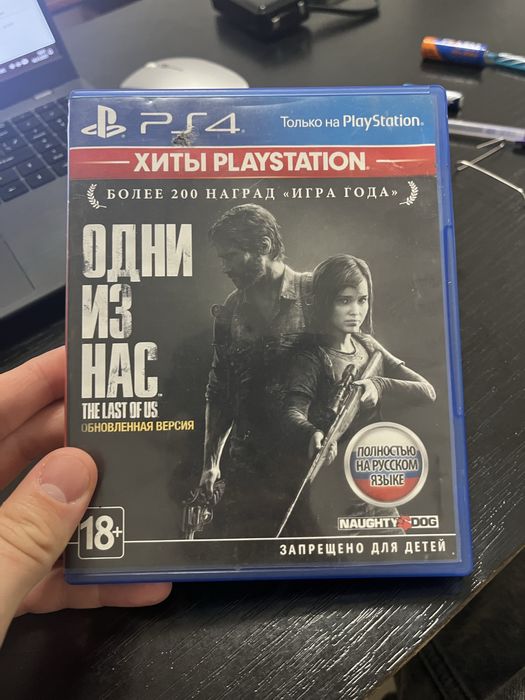 PS4
Только на PlayStation®
ХИТЫ PLAYSTATION®
БОЛЕЕ 200 НАГРАД «ИГРА ГОДА»
ОДНИ
ИЗ
НАС
THE LAST OF US
ОБНОВЛЕННАЯ ВЕРСИЯ
ПОЛНОСТЬЮ
НА РУССКОМ
ЯЗЫКЕ
NAUGHTY DOG
18+
ЗАПРЕЩЕНО ДЛЯ ДЕТЕЙ